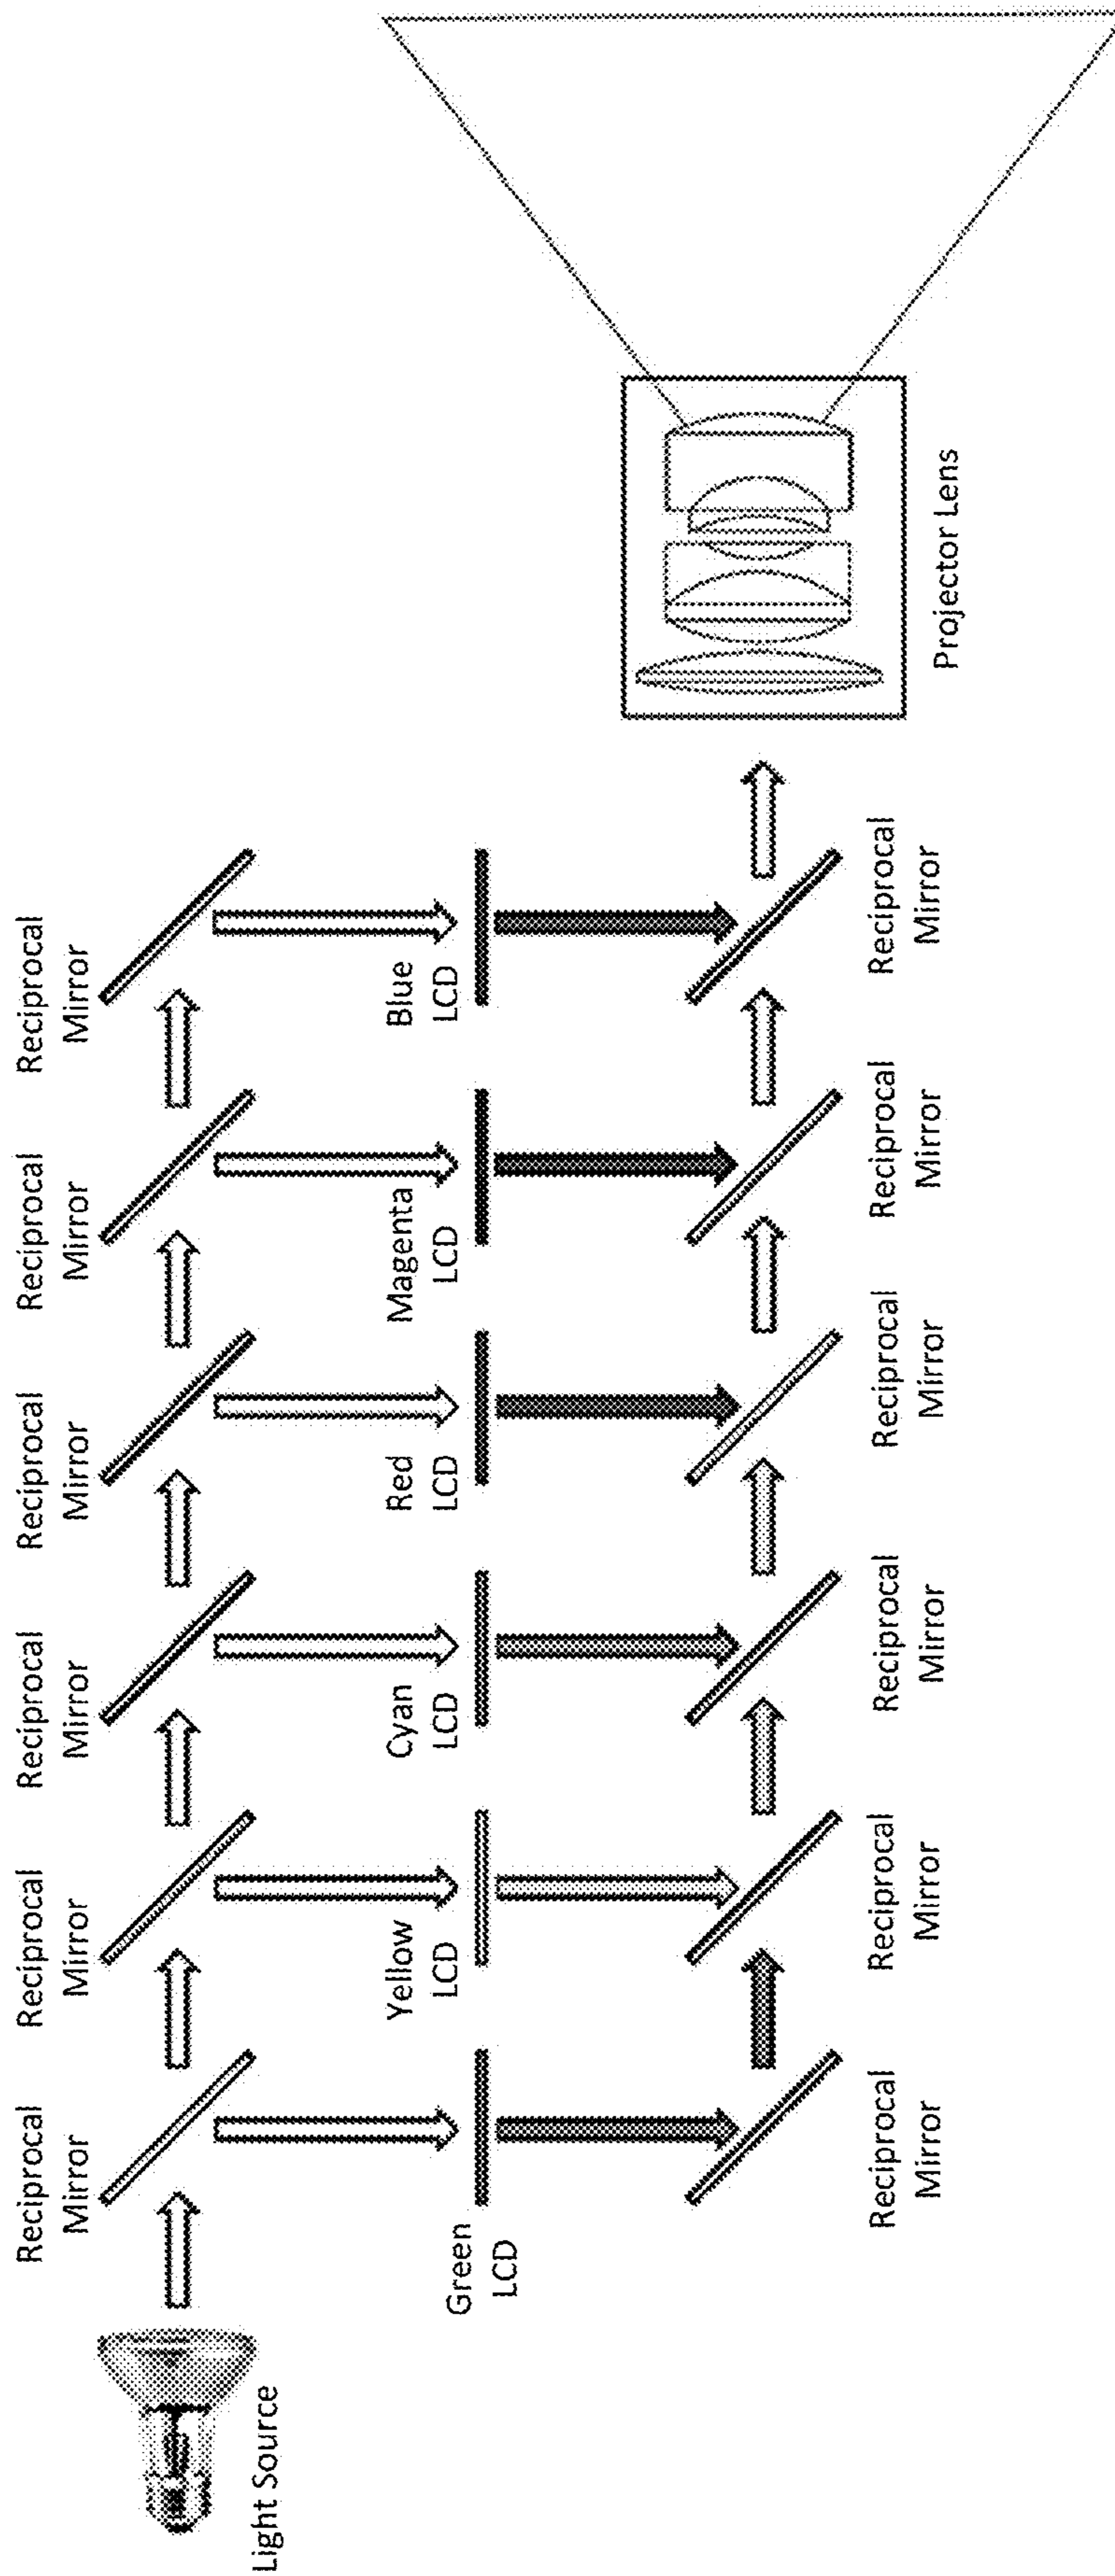 Reciprocal
Mirror
Reciprocal
Mirror
Reciprocal
Mirror
Reciprocal
Mirror
Reciprocal
Mirror
Reciprocal
Mirror
Light Source
Green
LCD
Yellow
LCD
Cyan
LCD
Red
LCD
Magenta
LCD
Blue
LCD
Reciprocal
Mirror
Reciprocal
Mirror
Reciprocal
Mirror
Reciprocal
Mirror
Reciprocal
Mirror
Reciprocal
Mirror
Projector Lens